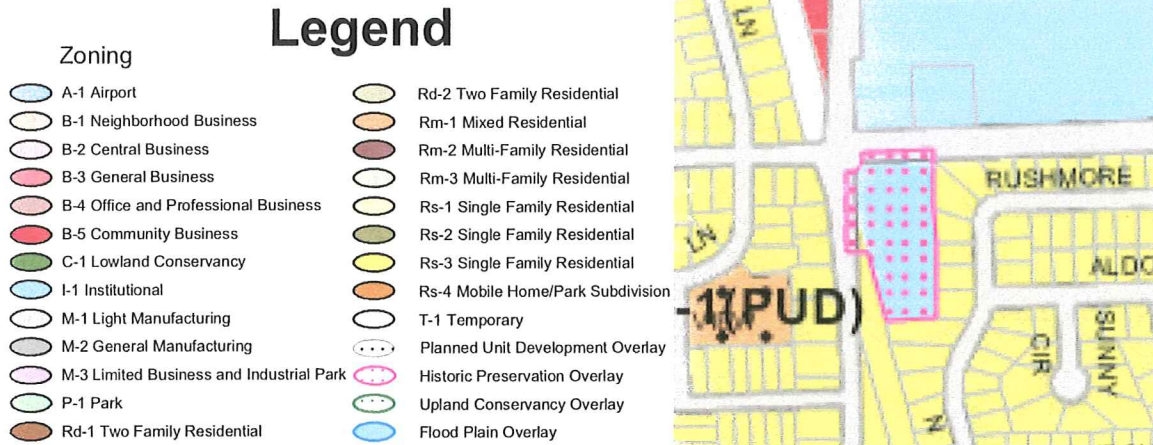 Legend
Zoning
A-1 Airport
B-1 Neighborhood Business
B-2 Central Business
B-3 General Business
B-4 Office and Professional Business
B-5 Community Business
C-1 Lowland Conservancy
I-1 Institutional
M-1 Light Manufacturing
M-2 General Manufacturing
M-3 Limited Business and Industrial Park
P-1 Park
Rd-1 Two Family Residential
Rd-2 Two Family Residential
Rm-1 Mixed Residential
Rm-2 Multi-Family Residential
Rm-3 Multi-Family Residential
Rs-1 Single Family Residential
Rs-2 Single Family Residential
Rs-3 Single Family Residential
Rs-4 Mobile Home/Park Subdivision
T-1 Temporary
Planned Unit Development Overlay
Historic Preservation Overlay
Upland Conservancy Overlay
Flood Plain Overlay
LN
RUSHMORE
LN
ALDO
-1(PUD)
SUNNY
CIR
N